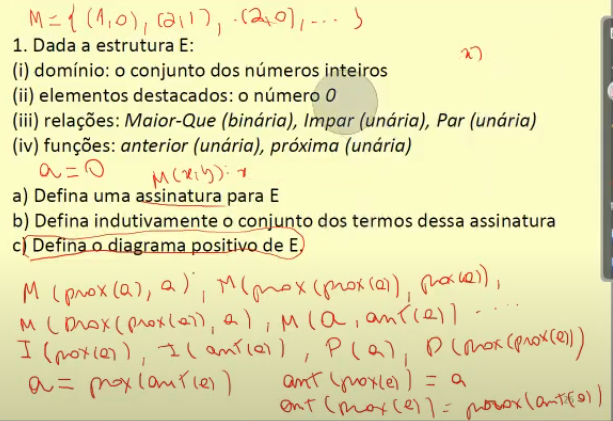 M = { (1,0), (2,1), (2,0), ... }
1. Dada a estrutura E:
x)
(i) domínio: o conjunto dos números inteiros
(ii) elementos destacados: o número 0
(iii) relações: Maior-Que (binária), Impar (unária), Par (unária)
(iv) funções: anterior (unária), próxima (unária)
a = 0
M(x,y): x
a) Defina uma assinatura para E
b) Defina indutivamente o conjunto dos termos dessa assinatura
c) Defina o diagrama positivo de E.
M (prox(a), a), M(prox(prox(a)), prox(a)),
M (prox(prox(a)), a), M(a, ant(a)) ....
I (prox(a)), I (ant(a)), P(a), P(prox(prox(a)))
a = prox(ant(a)) ant(prox(a)) = a
ant(prox(a)) = prox(ant(a))